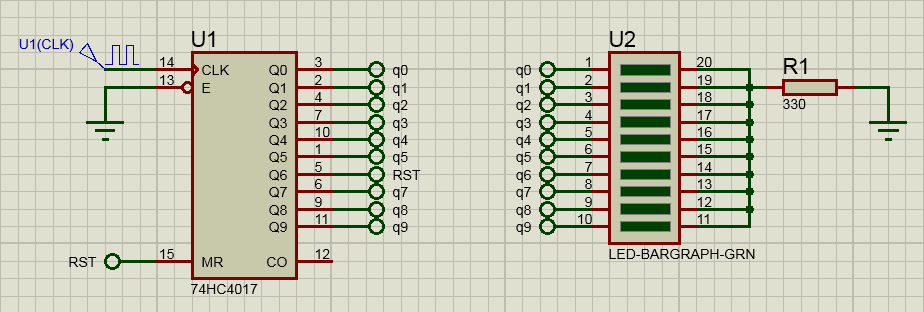 U1(CLK)
U1
14 CLK Q0 3 q0
13 E Q1 2 q1
Q2 4 q2
Q3 7 q3
Q4 10 q4
Q5 1 q5
Q6 5 RST
Q7 6 q7
Q8 9 q8
Q9 11 q9
RST 15 MR CO 12
74HC4017
U2
q0 1 20
q1 2 19
q2 3 18
q3 4 17
q4 5 16
q5 6 15
q6 7 14
q7 8 13
q8 9 12
q9 10 11
LED-BARGRAPH-GRN
R1
330